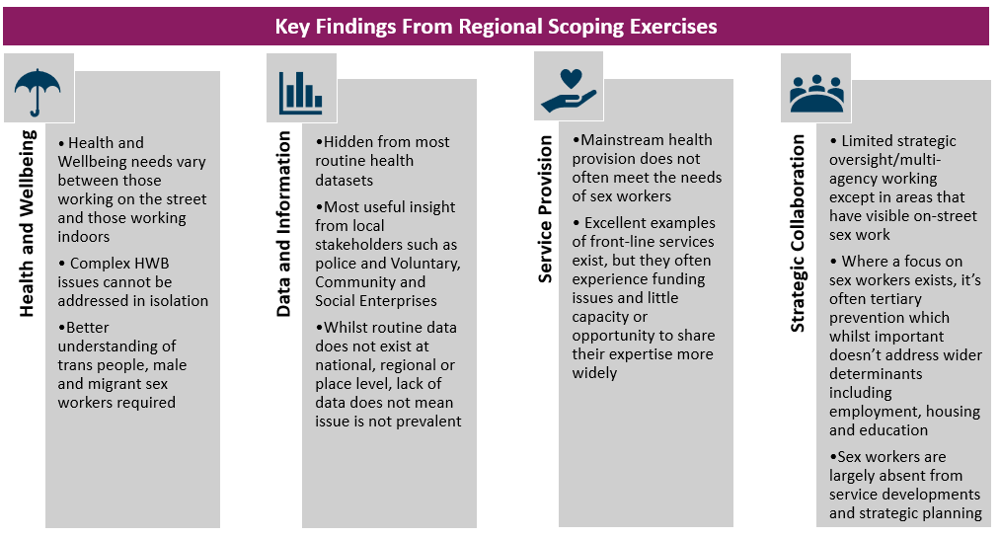 Key Findings From Regional Scoping Exercises
Health and Wellbeing
• Health and
Wellbeing needs vary
between those
working on the street
and those working
indoors
• Complex HWB
issues cannot be
addressed in isolation
•Better
understanding of
trans people, male
and migrant sex
workers required
Data and Information
•Hidden from most
routine health
datasets
•Most useful insight
from local
stakeholders such as
police and Voluntary,
Community and
Social Enterprises
•Whilst routine data
does not exist at
national, regional or
place level, lack of
data does not mean
issue is not prevalent
Service Provision
•Mainstream health
provision does not
often meet the needs
of sex workers
• Excellent examples
of front-line services
exist, but they often
experience funding
issues and little
capacity or
opportunity to share
their expertise more
widely
Strategic Collaboration
• Limited strategic
oversight/multi-
agency working
except in areas that
have visible on-street
sex work
• Where a focus on
sex workers exists, it’s
often tertiary
prevention which
whilst important
doesn’t address wider
determinants
including
employment, housing
and education
•Sex workers are
largely absent from
service developments
and strategic planning